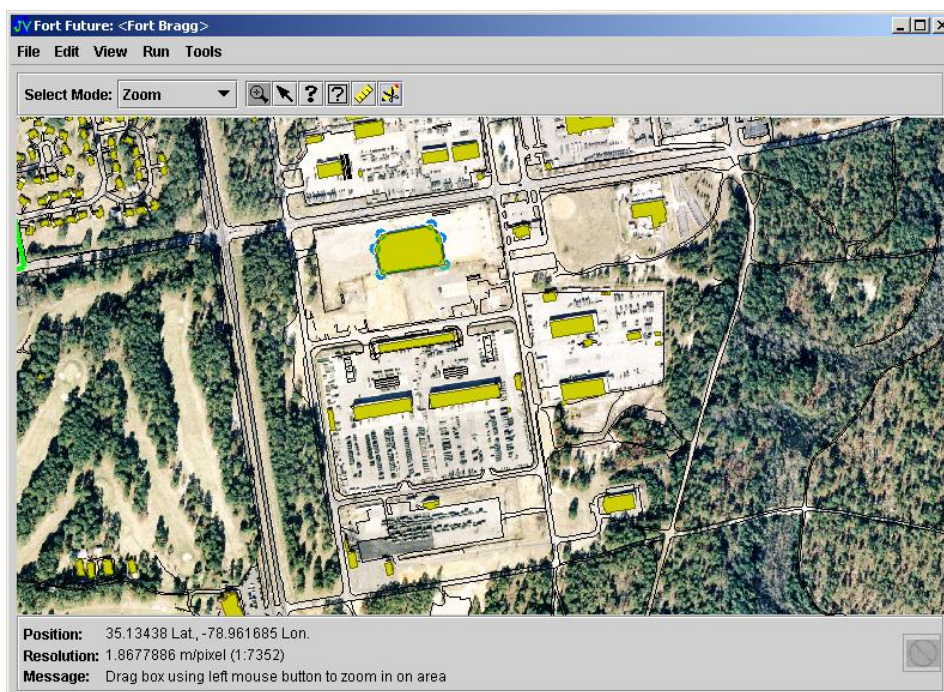 JV Fort Future: <Fort Bragg>
File Edit View Run Tools
Select Mode: Zoom
Position: 35.13438 Lat., -78.961685 Lon.
Resolution: 1.8677886 m/pixel (1:7352)
Message: Drag box using left mouse button to zoom in on area